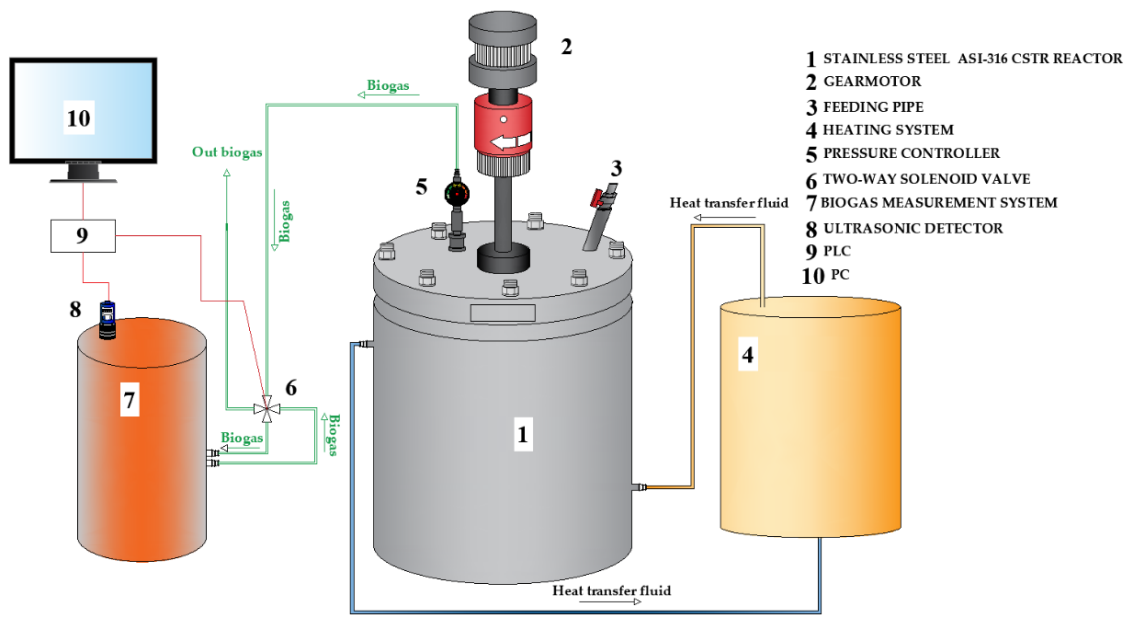 2
10
Biogas
Out biogas
5
3
Heat transfer fluid
Biogas
9
8
6
7
4
Biogas
Biogas
1
Heat transfer fluid
1 STAINLESS STEEL ASI-316 CSTR REACTOR
2 GEARMOTOR
3 FEEDING PIPE
4 HEATING SYSTEM
5 PRESSURE CONTROLLER
6 TWO-WAY SOLENOID VALVE
7 BIOGAS MEASUREMENT SYSTEM
8 ULTRASONIC DETECTOR
9 PLC
10 PC